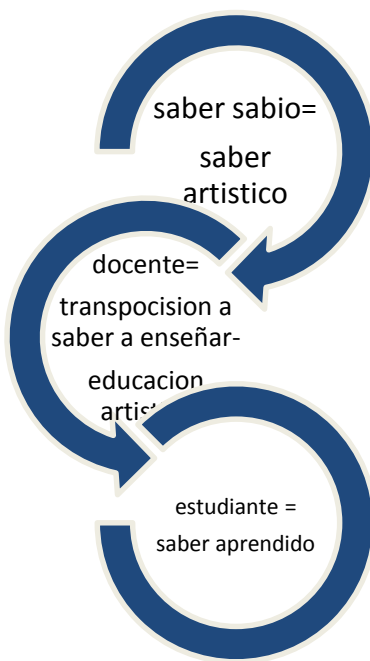 saber sabio=
saber
artistico
docente=
transpocision a
saber a enseñar-
educacion
estudiante =
saber aprendido